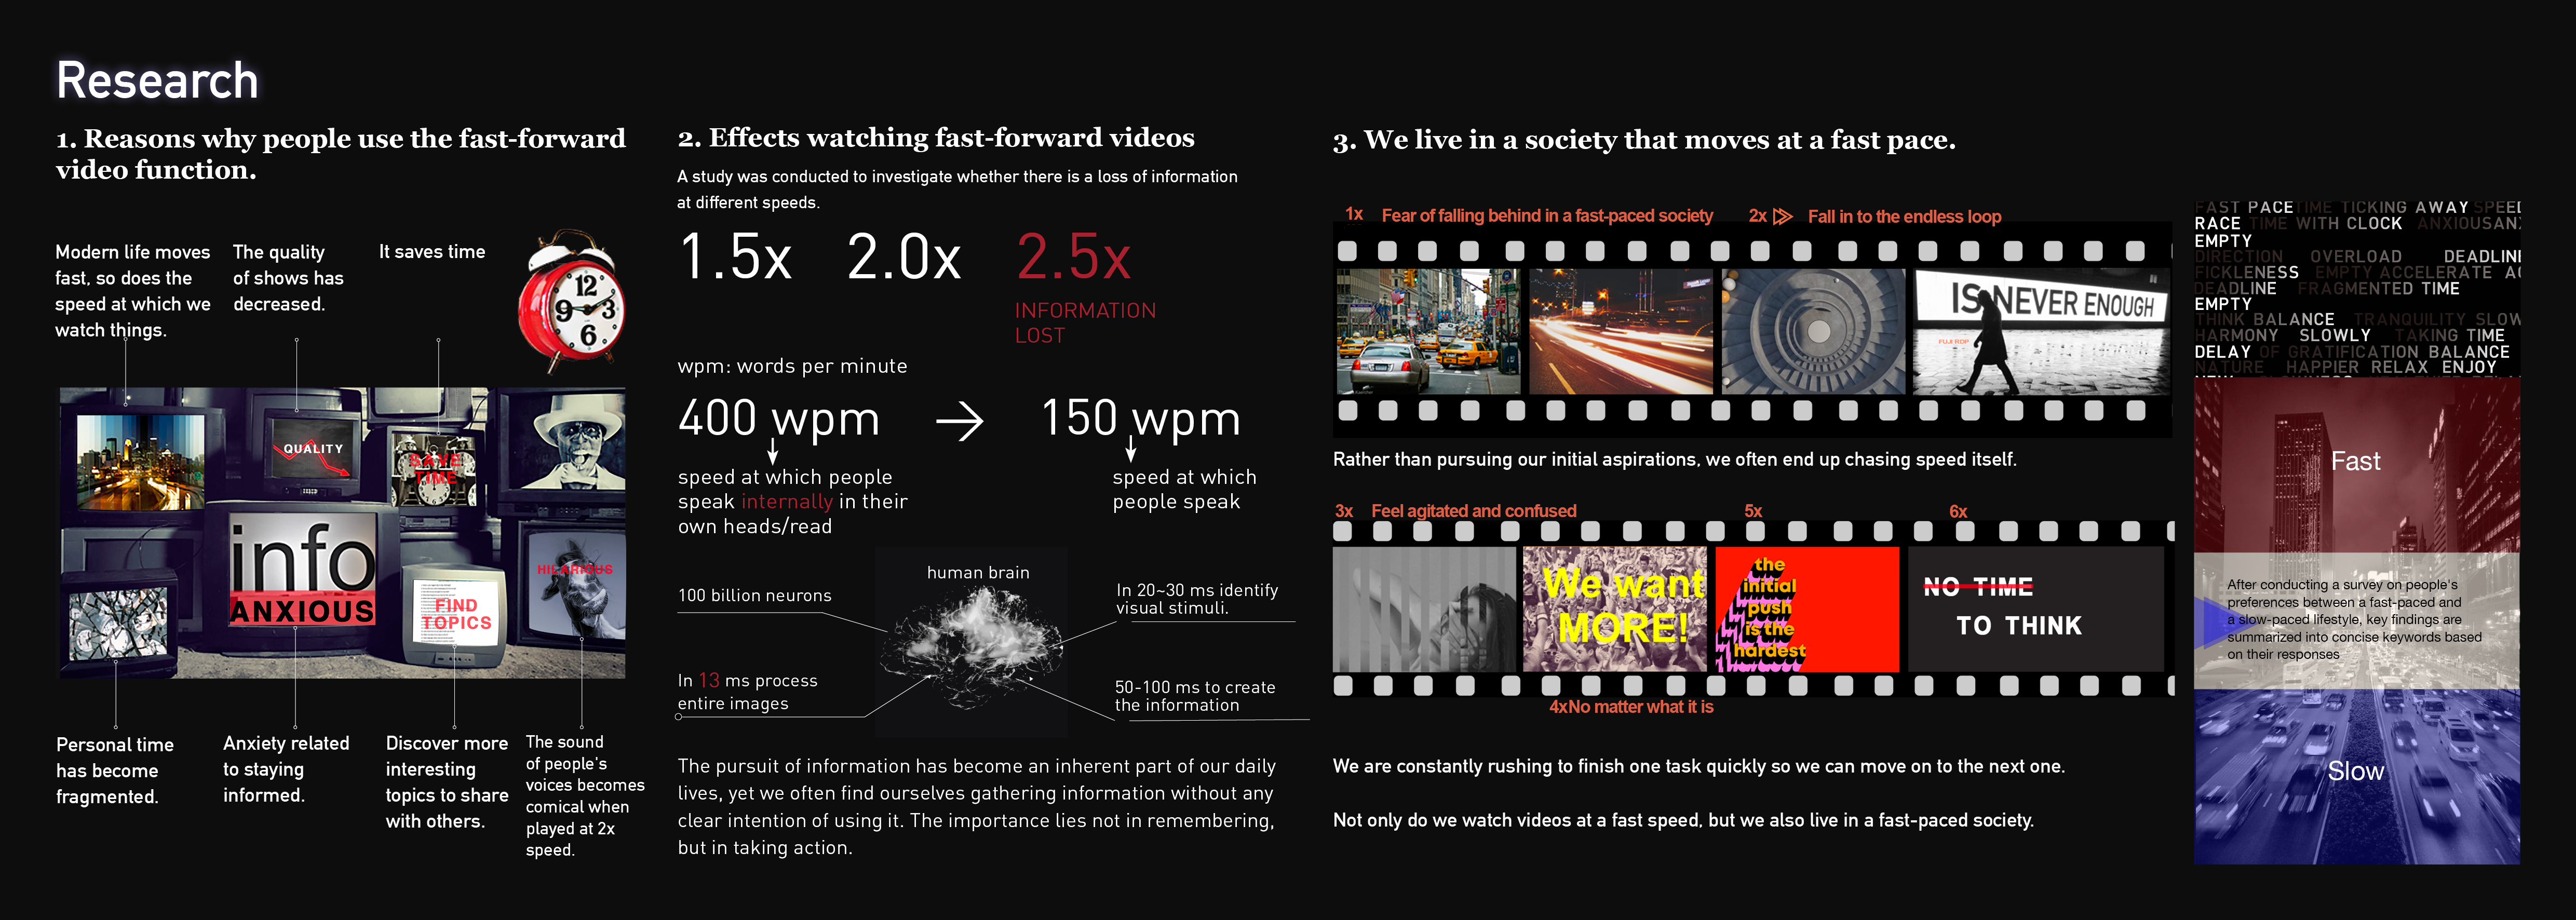 Research
1. Reasons why people use the fast-forward
video function.
Modern life moves
fast, so does the
speed at which we
watch things.
The quality
of shows has
decreased.
It saves time
12
9
3
6
QUALITY
SAVE
TIME
info
ANXIOUS
FIND
TOPICS
HILARIOUS
Personal time
has become
fragmented.
Anxiety related
to staying
informed.
Discover more
interesting
topics to share
with others.
The sound
of people's
voices becomes
comical when
played at 2x
speed.
2. Effects watching fast-forward videos
A study was conducted to investigate whether there is a loss of information
at different speeds.
1.5x 2.0x 2.5x
INFORMATION
LOST
wpm: words per minute
400 wpm → 150 wpm
speed at which people
speak internally in their
own heads/read
speed at which
people speak
human brain
100 billion neurons
In 20~30 ms identify
visual stimuli.
In 13 ms process
entire images
50-100 ms to create
the information
The pursuit of information has become an inherent part of our daily
lives, yet we often find ourselves gathering information without any
clear intention of using it. The importance lies not in remembering,
but in taking action.
3. We live in a society that moves at a fast pace.
1x Fear of falling behind in a fast-paced society 2x Fall in to the endless loop
IS NEVER ENOUGH
FUJI RDP
Rather than pursuing our initial aspirations, we often end up chasing speed itself.
3x Feel agitated and confused 5x 6x
We want
MORE!
the
initial
push
is the
hardest
NO TIME
TO THINK
4xNo matter what it is
We are constantly rushing to finish one task quickly so we can move on to the next one.
Not only do we watch videos at a fast speed, but we also live in a fast-paced society.
FAST PACE TIME TICKING AWAY SPEED
RACE TIME WITH CLOCK ANXIOUS
EMPTY
DIRECTION OVERLOAD DEADLINE
FICKLENESS EMPTY ACCELERATE
DEADLINE FRAGMENTED TIME
EMPTY
THINK BALANCE TRANQUILITY SLOW
HARMONY SLOWLY TAKING TIME
DELAY OF GRATIFICATION BALANCE
NATURE HAPPIER RELAX ENJOY
Fast
After conducting a survey on people's
preferences between a fast-paced and
a slow-paced lifestyle, key findings are
summarized into concise keywords based
on their responses
Slow